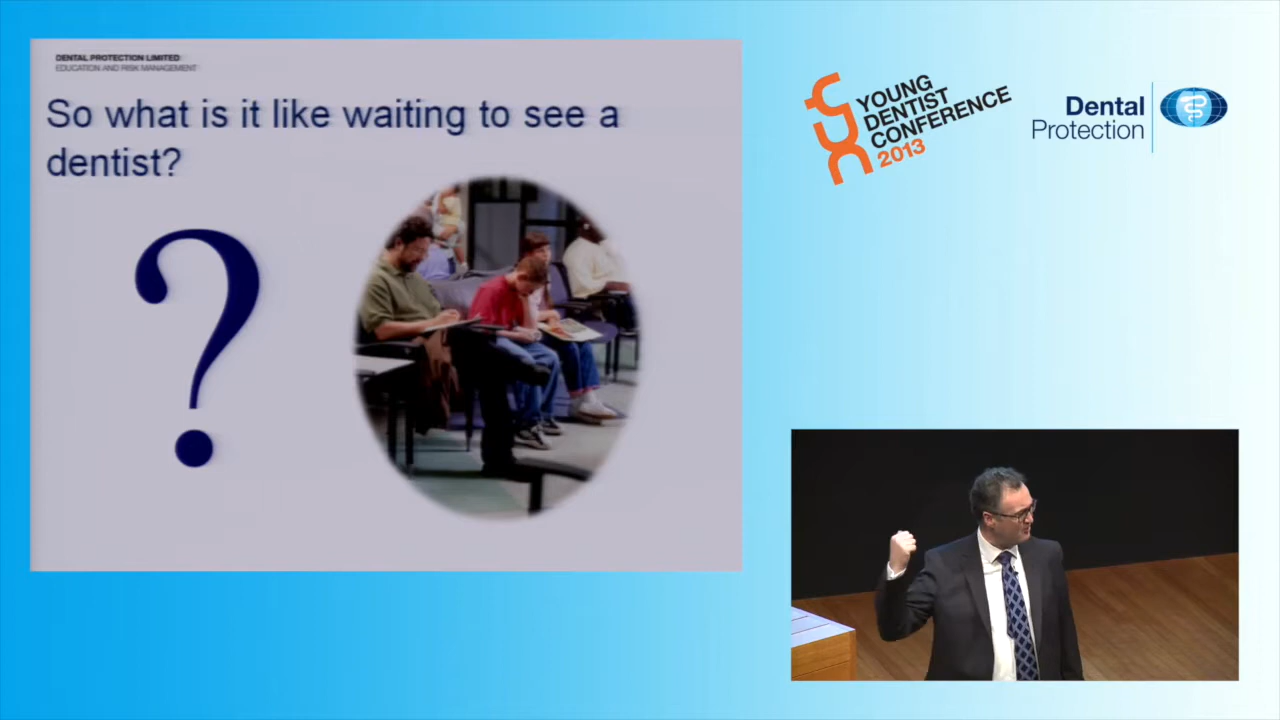 DENTAL PROTECTION LIMITED
EDUCATION AND RISK MANAGEMENT
So what is it like waiting to see a
dentist?
?
YOUNG
DENTIST
CONFERENCE
2013
Dental
Protection